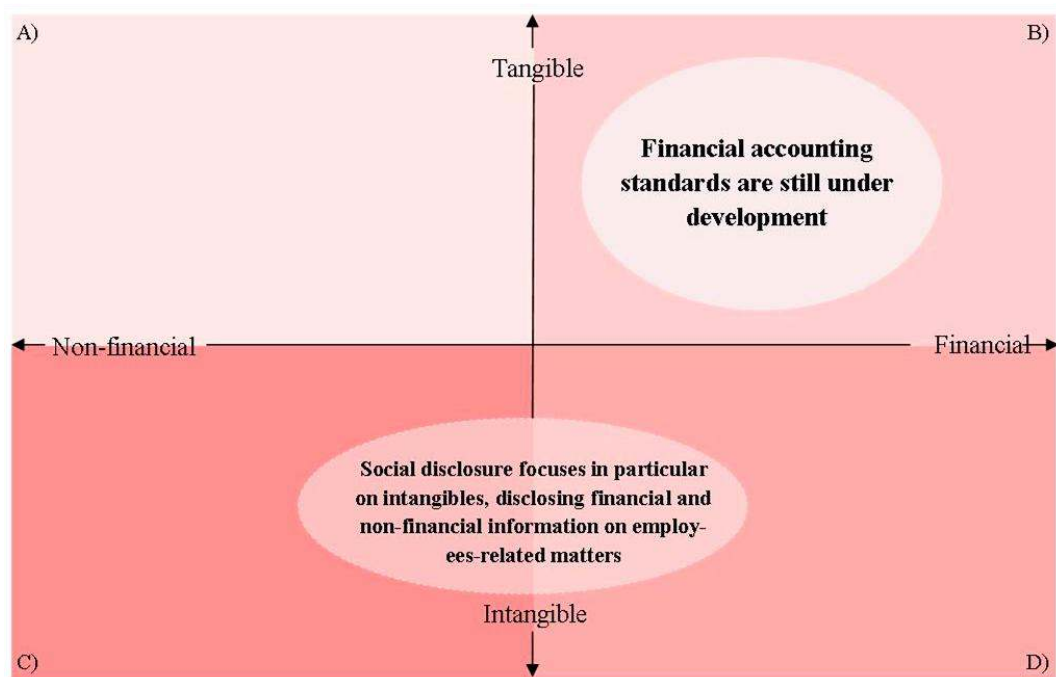 A)
B)
Tangible
Financial accounting
standards are still under
development
Non-financial
Financial
Social disclosure focuses in particular
on intangibles, disclosing financial and
non-financial information on employ-
ees-related matters
Intangible
C)
D)